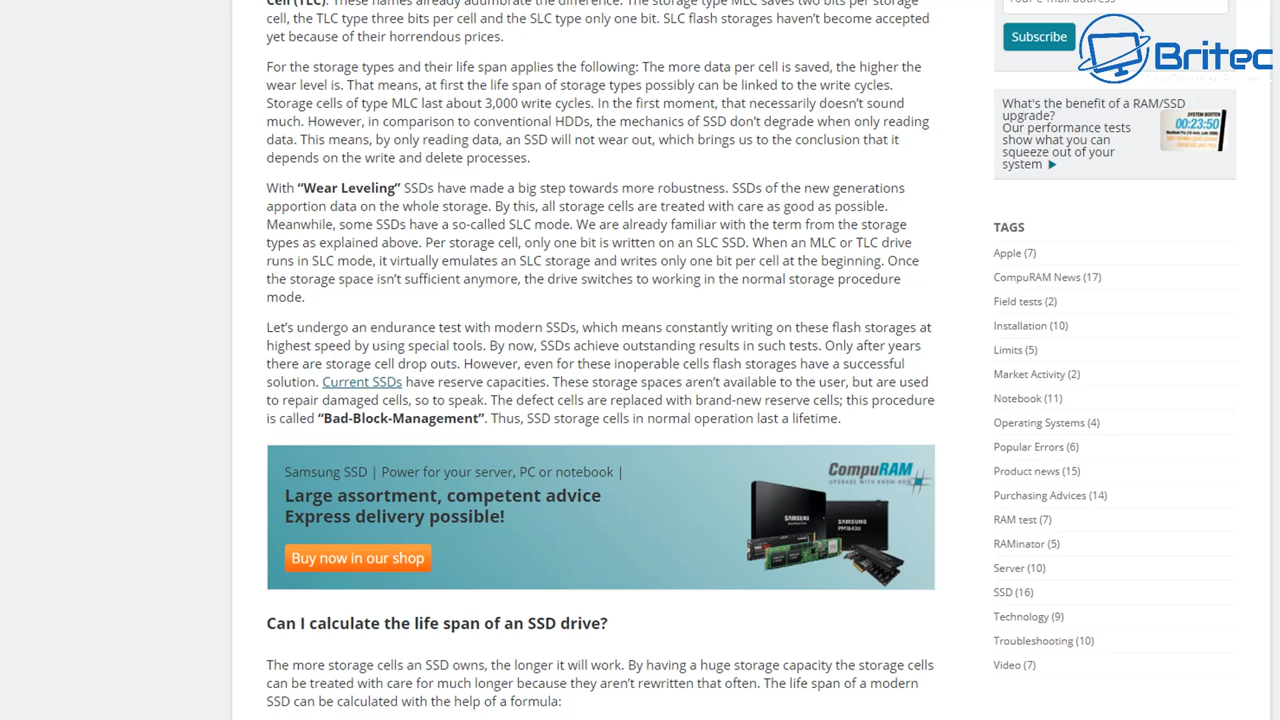 Cell (TLC). These names already adumbrate the difference. The storage type MLC saves two bits per storage
cell, the TLC type three bits per cell and the SLC type only one bit. SLC flash storages haven't become accepted
yet because of their horrendous prices.
For the storage types and their life span applies the following: The more data per cell is saved, the higher the
wear level is. That means, at first the life span of storage types possibly can be linked to the write cycles.
Storage cells of type MLC last about 3,000 write cycles. In the first moment, that necessarily doesn't sound
much. However, in comparison to conventional HDDs, the mechanics of SSD don't degrade when only reading
data. This means, by only reading data, an SSD will not wear out, which brings us to the conclusion that it
depends on the write and delete processes.
With “Wear Leveling” SSDs have made a big step towards more robustness. SSDs of the new generations
apportion data on the whole storage. By this, all storage cells are treated with care as good as possible.
Meanwhile, some SSDs have a so-called SLC mode. We are already familiar with the term from the storage
types as explained above. Per storage cell, only one bit is written on an SLC SSD. When an MLC or TLC drive
runs in SLC mode, it virtually emulates an SLC storage and writes only one bit per cell at the beginning. Once
the storage space isn't sufficient anymore, the drive switches to working in the normal storage procedure
mode.
Let's undergo an endurance test with modern SSDs, which means constantly writing on these flash storages at
highest speed by using special tools. By now, SSDs achieve outstanding results in such tests. Only after years
there are storage cell drop outs. However, even for these inoperable cells flash storages have a successful
solution. Current SSDs have reserve capacities. These storage spaces aren't available to the user, but are used
to repair damaged cells, so to speak. The defect cells are replaced with brand-new reserve cells; this procedure
is called “Bad-Block-Management”. Thus, SSD storage cells in normal operation last a lifetime.
Samsung SSD | Power for your server, PC or notebook |
Large assortment, competent advice
Express delivery possible!
Buy now in our shop
CompuRAM
UPGRADE WITH KNOW-HOW
SAMSUNG
SAMSUNG
Can I calculate the life span of an SSD drive?
The more storage cells an SSD owns, the longer it will work. By having a huge storage capacity the storage cells
can be treated with care for much longer because they aren't rewritten that often. The life span of a modern
SSD can be calculated with the help of a formula:
Your e-mail address
Subscribe
Britec
What's the benefit of a RAM/SSD
upgrade?
Our performance tests
show what you can
squeeze out of your
system
SYSTEM BOOTEN
00:23:50
TAGS
Apple (7)
CompuRAM News (17)
Field tests (2)
Installation (10)
Limits (5)
Market Activity (2)
Notebook (11)
Operating Systems (4)
Popular Errors (6)
Product news (15)
Purchasing Advices (14)
RAM test (7)
RAMinator (5)
Server (10)
SSD (16)
Technology (9)
Troubleshooting (10)
Video (7)